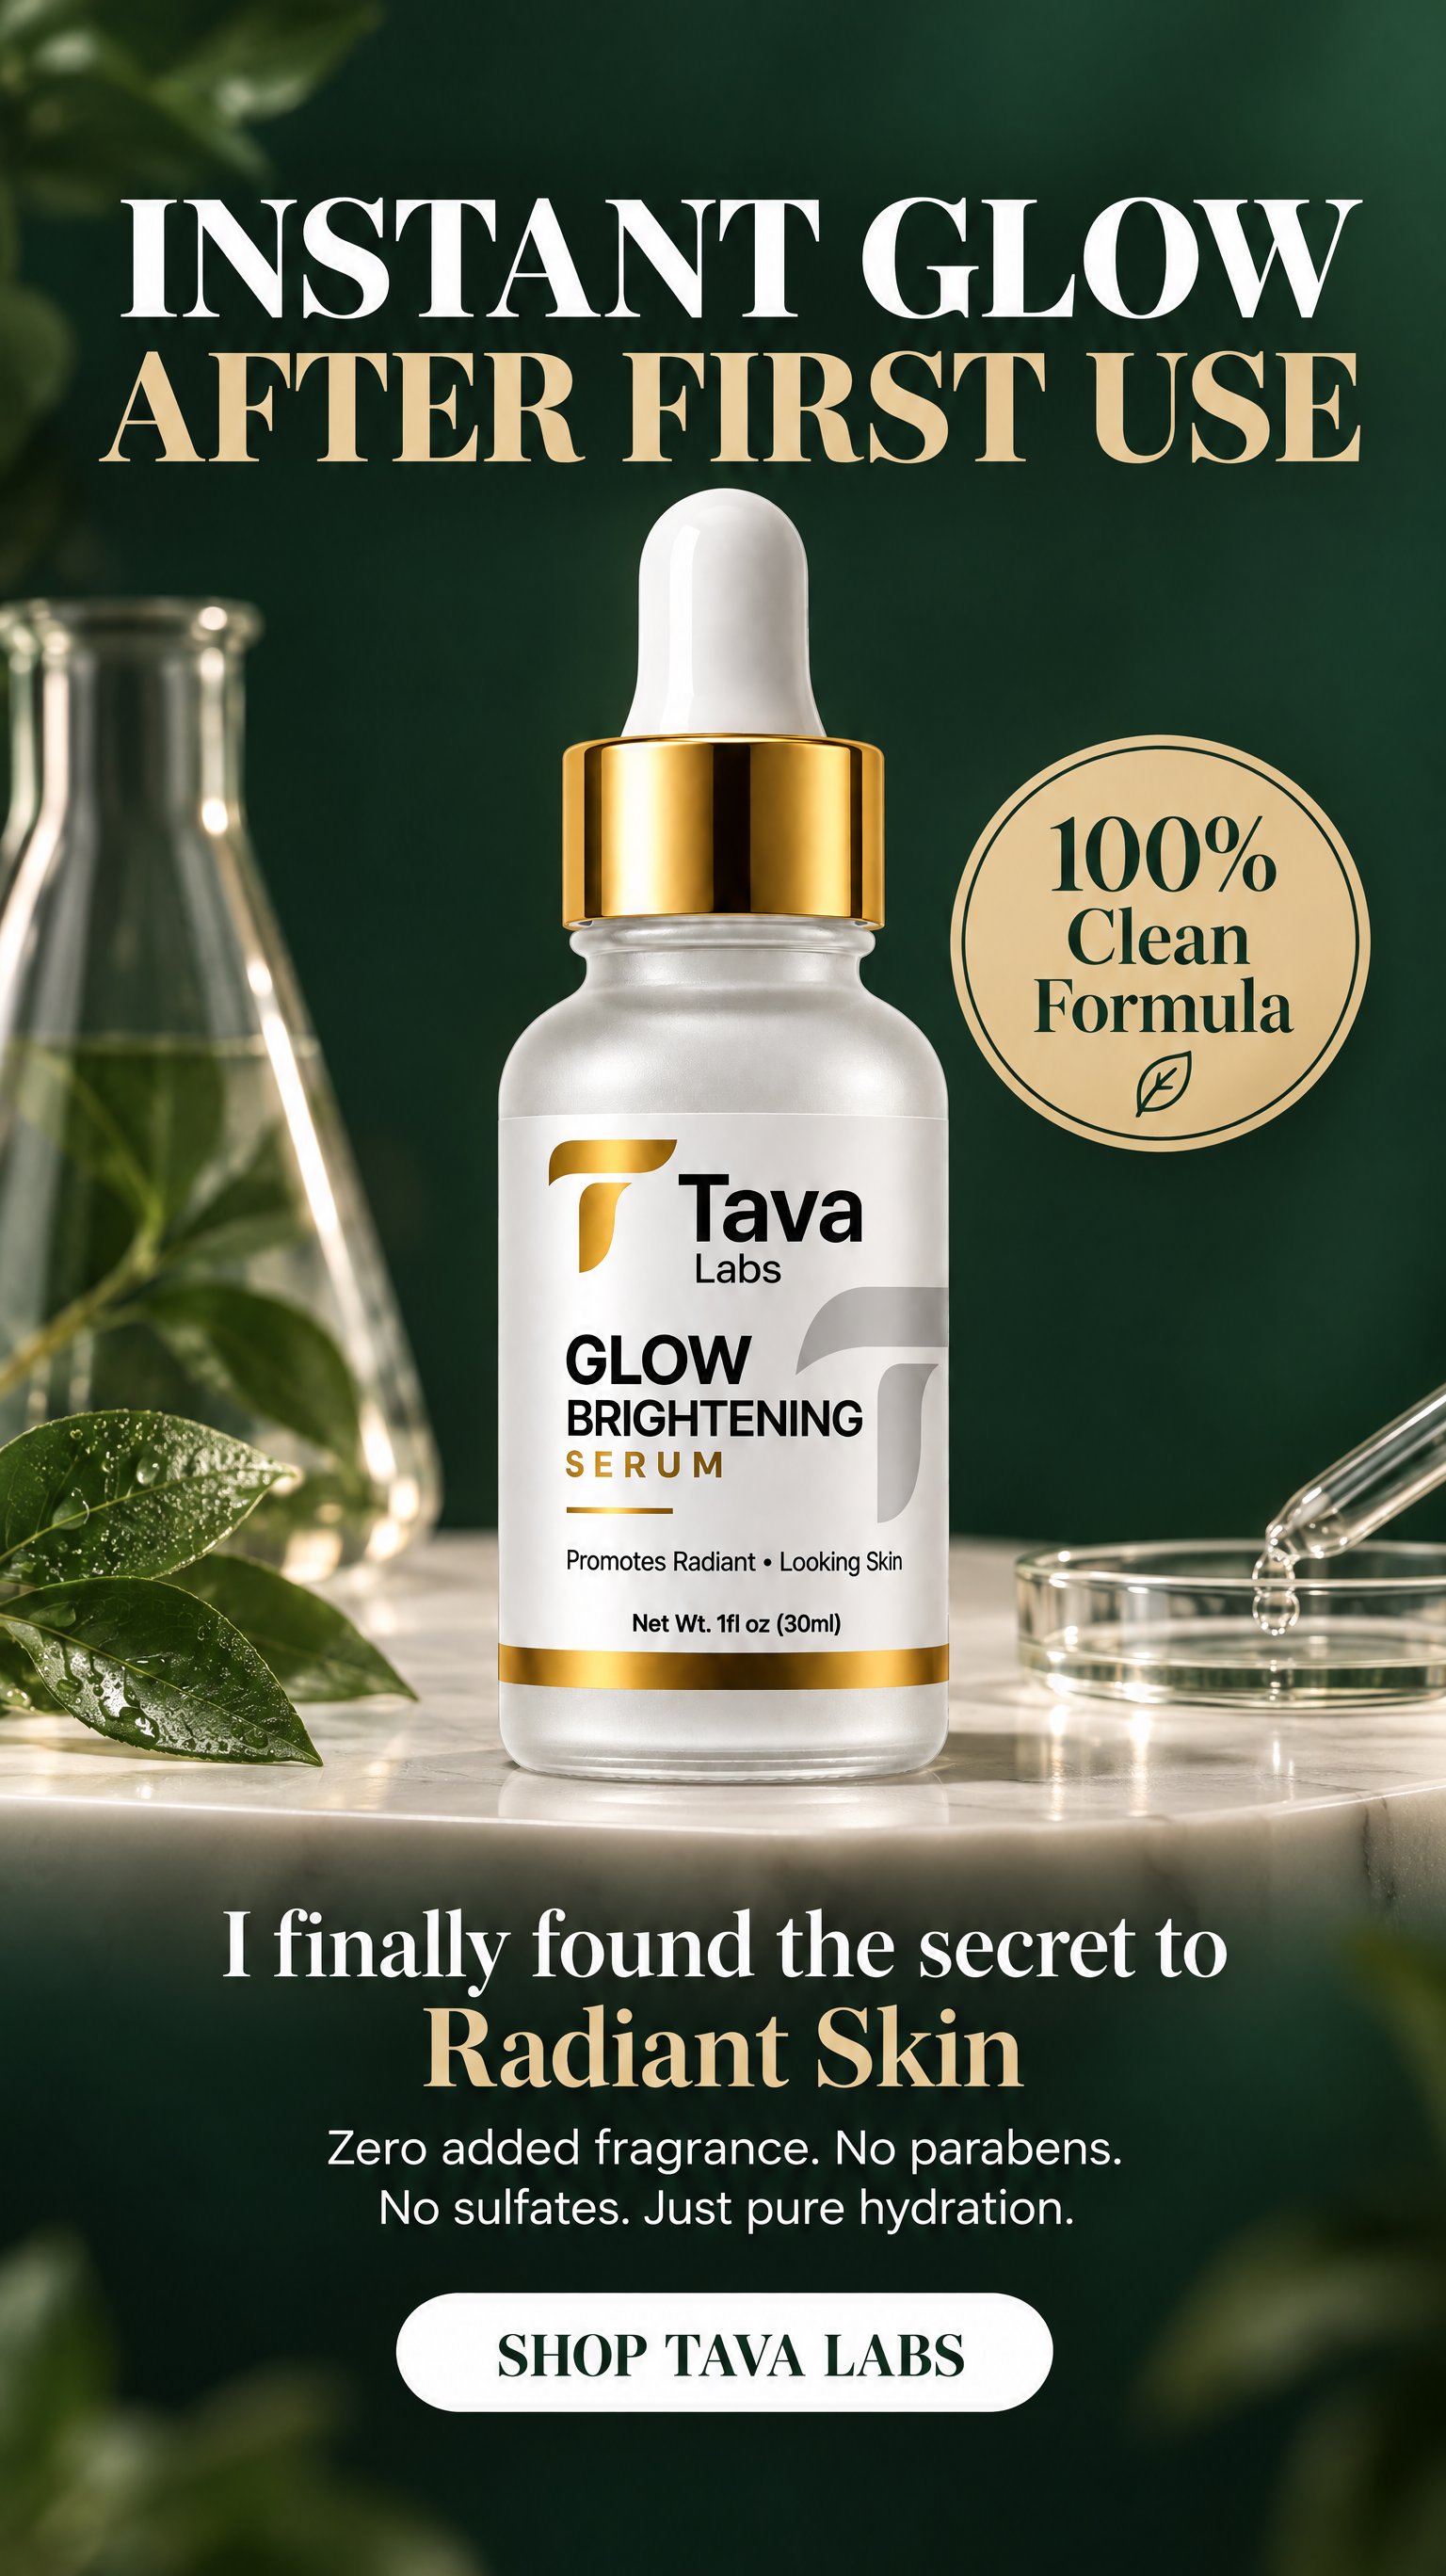 INSTANT GLOW
AFTER FIRST USE
100%
Clean
Formula
Tava
Labs
GLOW
BRIGHTENING
SERUM
Promotes Radiant • Looking Skin
Net Wt. 1fl oz (30ml)
I finally found the secret to
Radiant Skin
Zero added fragrance. No parabens.
No sulfates. Just pure hydration.
SHOP TAVA LABS